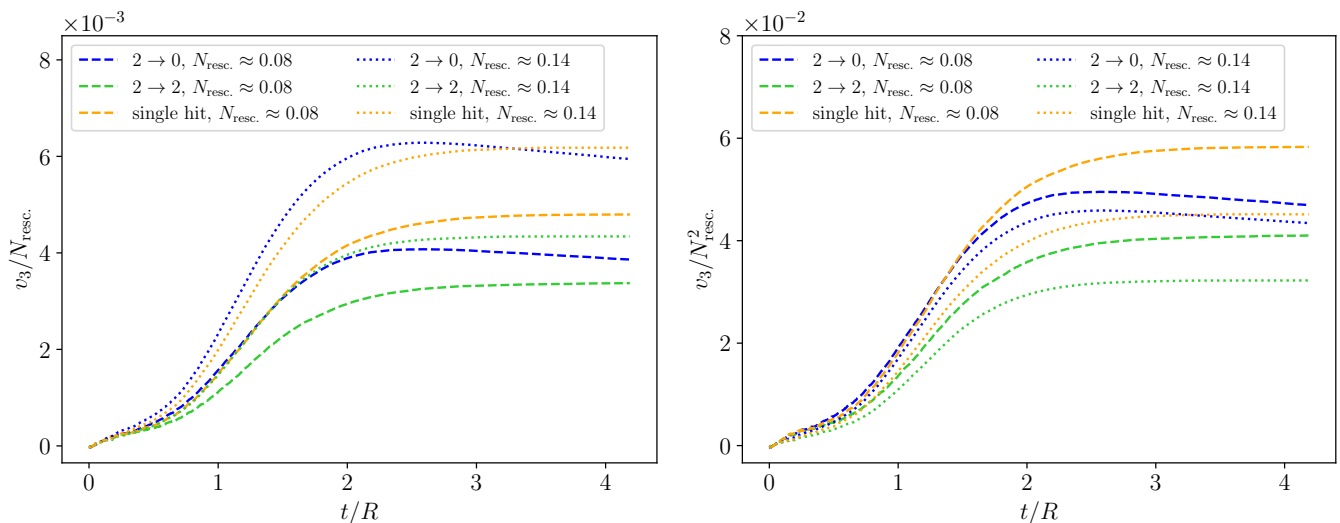 ×10⁻³
8
6
4
2
0
v₃/N_resc.
2 → 0, N_resc. ≈ 0.08
2 → 2, N_resc. ≈ 0.08
single hit, N_resc. ≈ 0.08
2 → 0, N_resc. ≈ 0.14
2 → 2, N_resc. ≈ 0.14
single hit, N_resc. ≈ 0.14
0 1 2 3 4
t/R
×10⁻²
8
6
4
2
0
v₃/N²_resc.
2 → 0, N_resc. ≈ 0.08
2 → 2, N_resc. ≈ 0.08
single hit, N_resc. ≈ 0.08
2 → 0, N_resc. ≈ 0.14
2 → 2, N_resc. ≈ 0.14
single hit, N_resc. ≈ 0.14
0 1 2 3 4
t/R